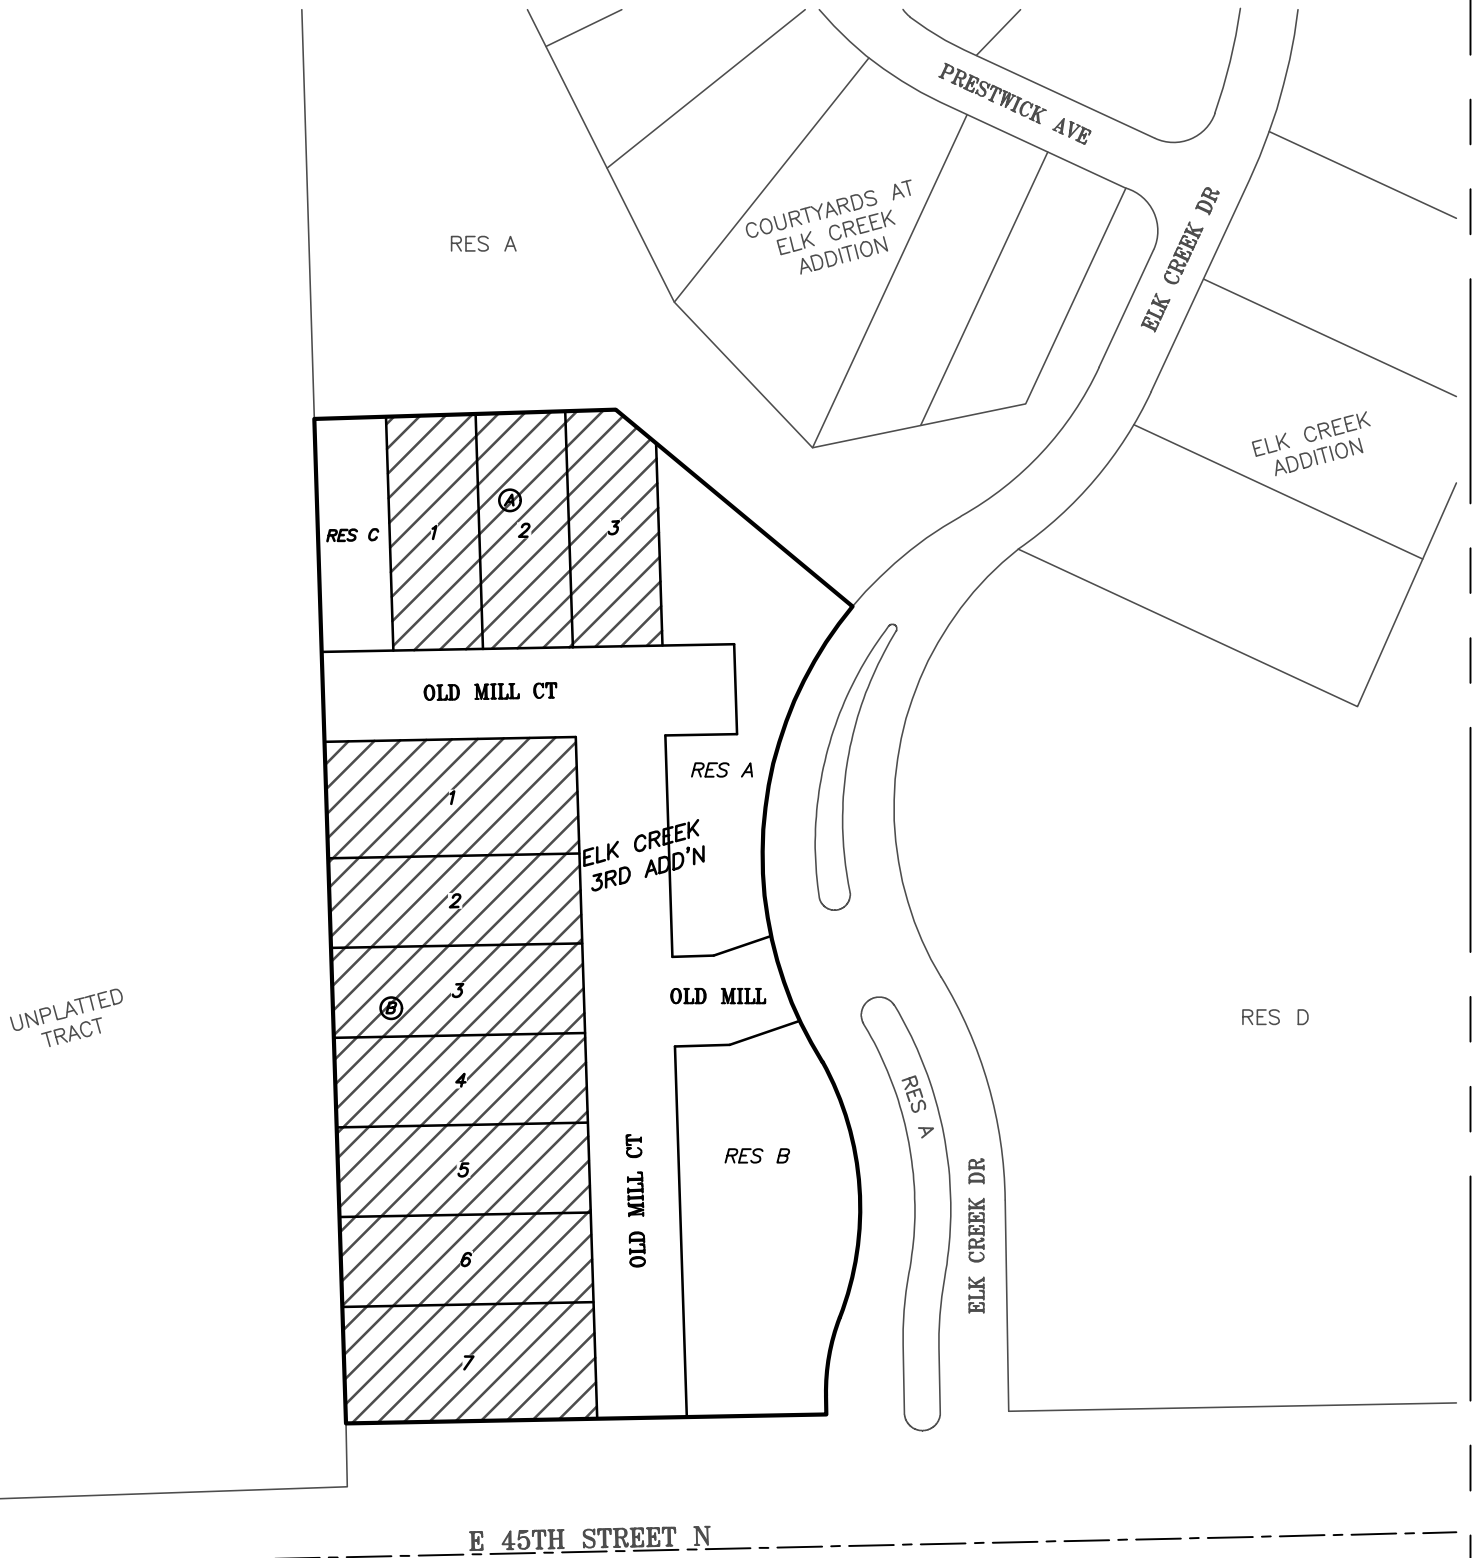 PRESTWICK AVE
COURTYARDS AT
ELK CREEK
ADDITION
RES A
ELK CREEK DR
ELK CREEK
ADDITION
RES C
1
A
2
3
OLD MILL CT
RES A
1
ELK CREEK
3RD ADD'N
2
3
B
OLD MILL
UNPLATTED
TRACT
RES D
4
RES A
5
OLD MILL CT
RES B
ELK CREEK DR
6
7
E 45TH STREET N